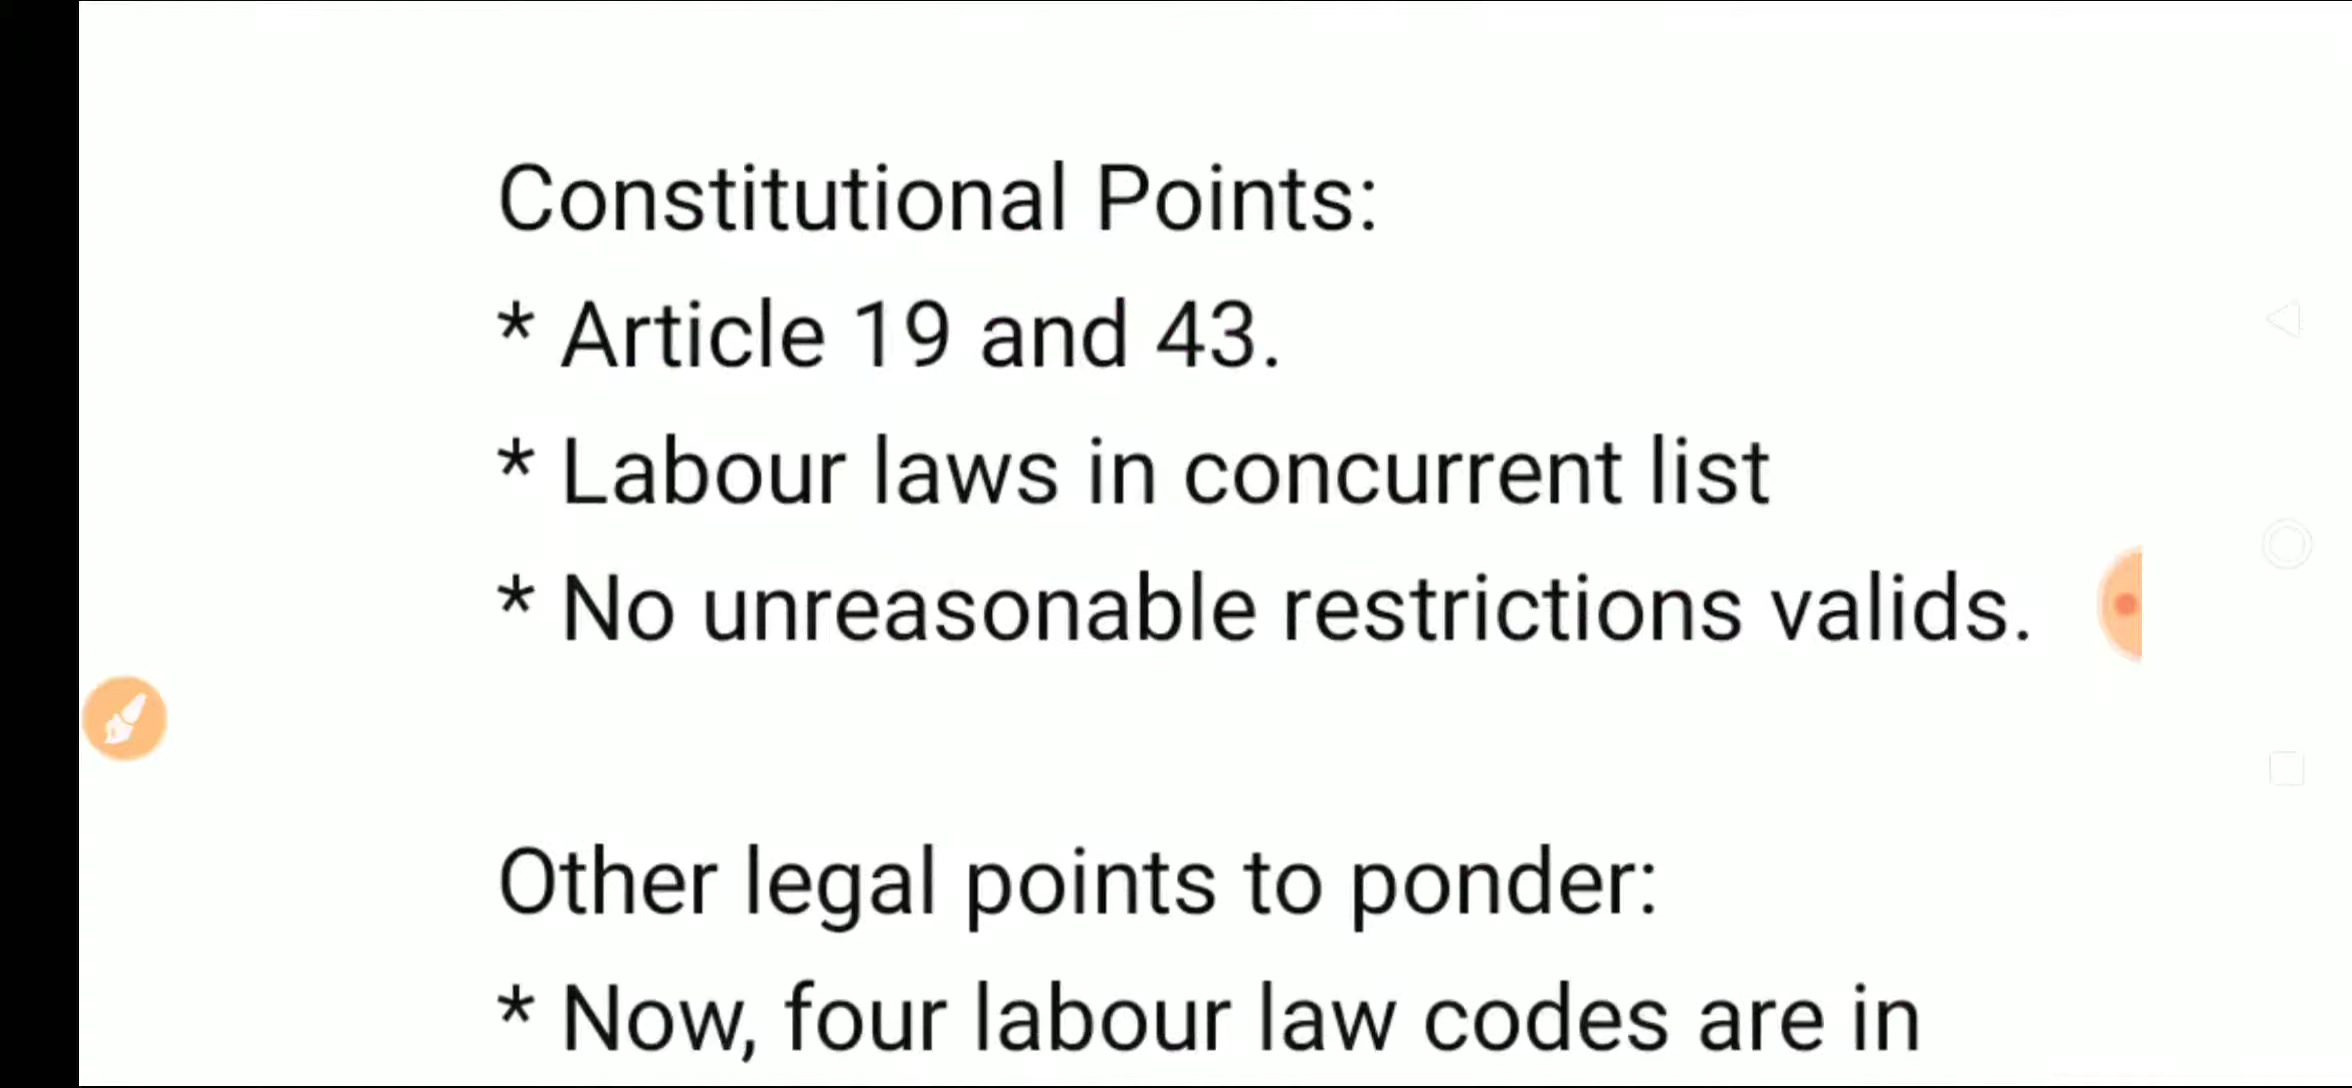 Constitutional Points:
* Article 19 and 43.
* Labour laws in concurrent list
* No unreasonable restrictions valids.
Other legal points to ponder:
* Now, four labour law codes are in